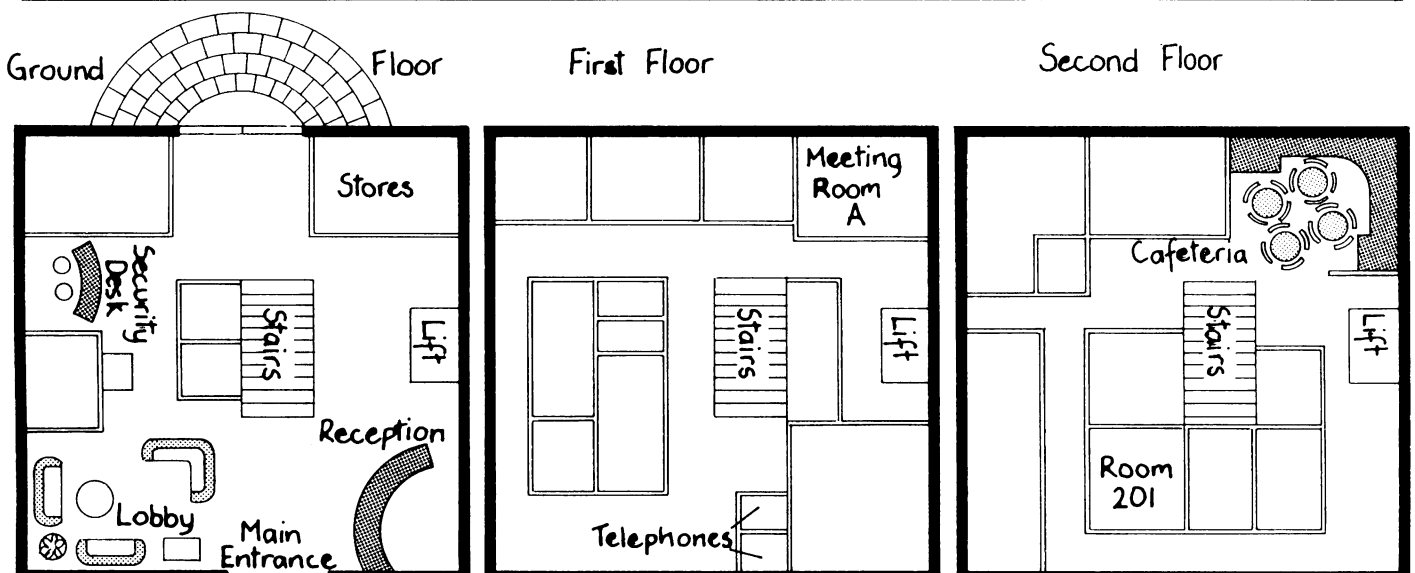 Ground Floor
First Floor
Second Floor
Stores
Security
Desk
Stairs
Lift
Reception
Lobby
Main
Entrance
Meeting
Room
A
Stairs
Lift
Telephones
Cafeteria
Stairs
Lift
Room
201